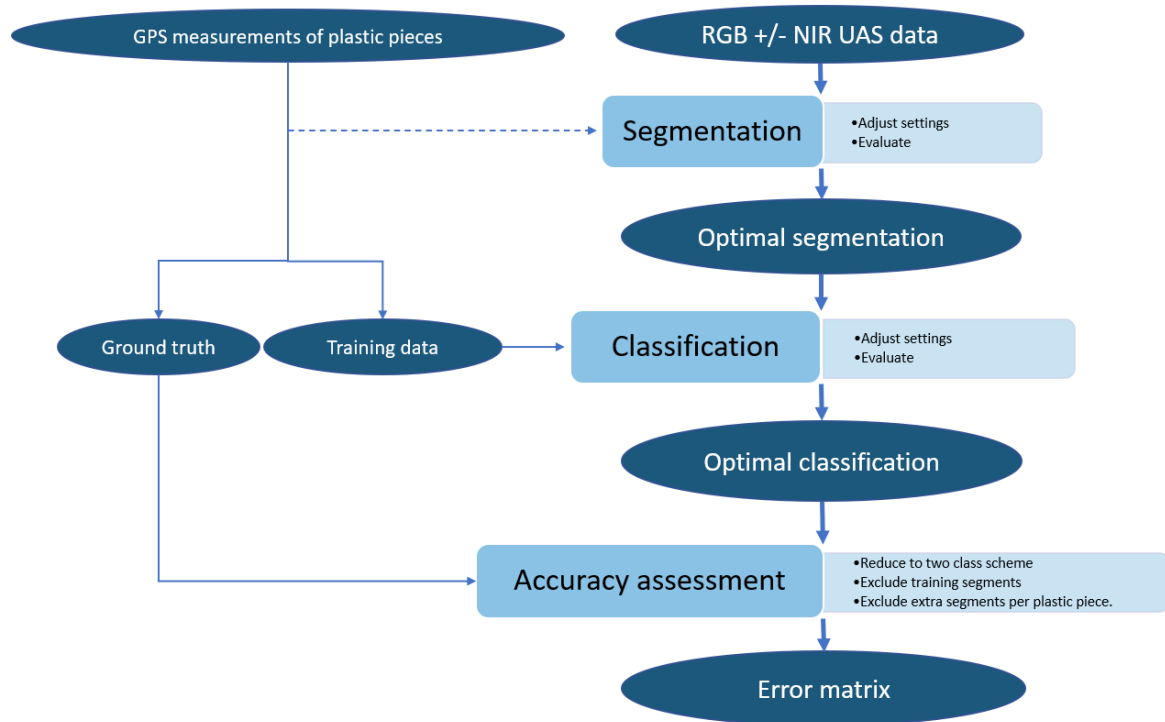 GPS measurements of plastic pieces
RGB +/- NIR UAS data
Segmentation
•Adjust settings
•Evaluate
Optimal segmentation
Ground truth
Training data
Classification
•Adjust settings
•Evaluate
Optimal classification
Accuracy assessment
•Reduce to two class scheme
•Exclude training segments
•Exclude extra segments per plastic piece.
Error matrix